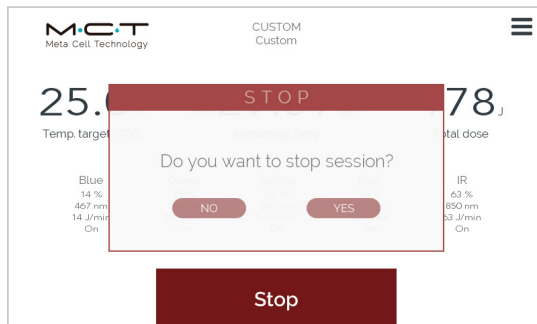 M·C·T
Meta Cell Technology
CUSTOM
Custom
STOP
25.
78 J
Temp. target
Total dose
Do you want to stop session?
NO
YES
Blue
14 %
467 nm
14 J/min
On
IR
63 %
850 nm
63 J/min
On
Stop